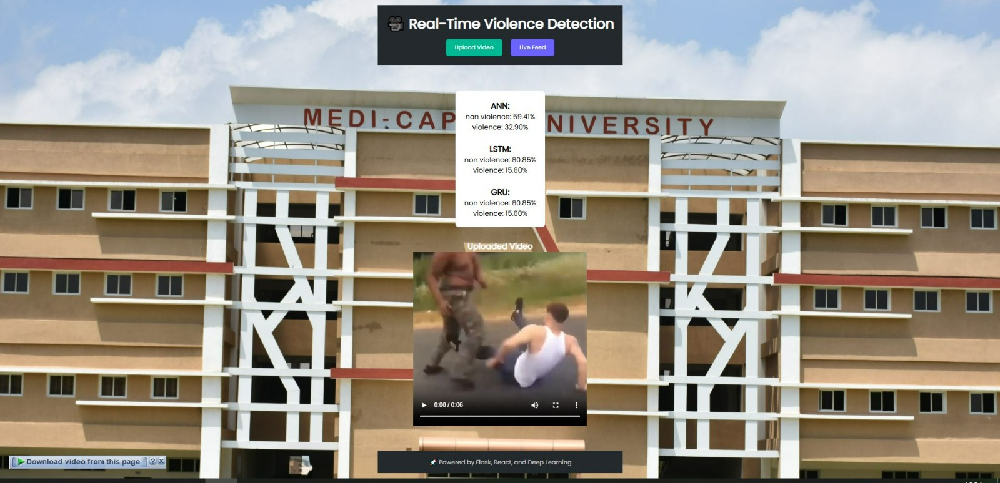 Real-Time Violence Detection
Upload Video Live Feed
MEDI-CAP NIVERSITY
ANN:
non violence: 59.41%
violence: 32.90%
LSTM:
non violence: 80.85%
violence: 15.60%
GRU:
non violence: 80.85%
violence: 15.60%
Uploaded Video
0:00 / 0:06
Download video from this page ? X
Powered by Flask, React, and Deep Learning